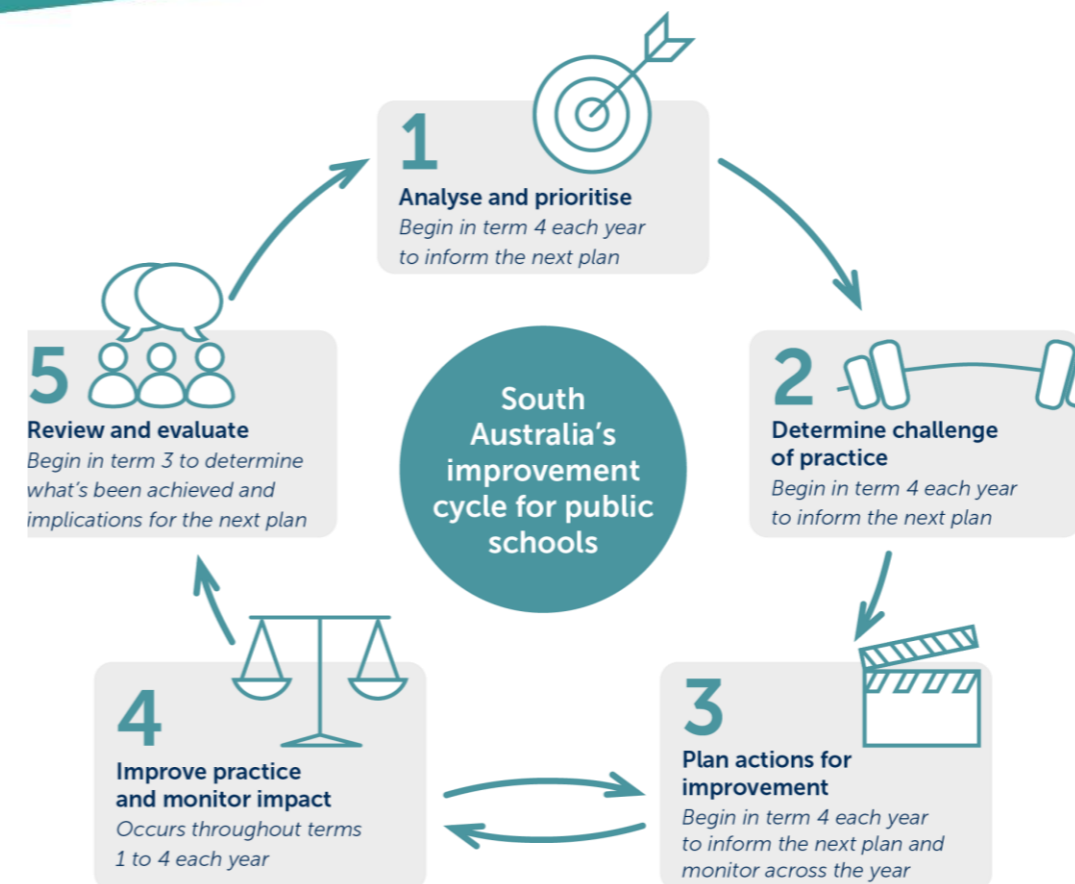 1
Analyse and prioritise
Begin in term 4 each year
to inform the next plan
2
Determine challenge
of practice
Begin in term 4 each year
to inform the next plan
3
Plan actions for
improvement
Begin in term 4 each year
to inform the next plan and
monitor across the year
4
Improve practice
and monitor impact
Occurs throughout terms
1 to 4 each year
5
Review and evaluate
Begin in term 3 to determine
what's been achieved and
implications for the next plan
South
Australia's
improvement
cycle for public
schools